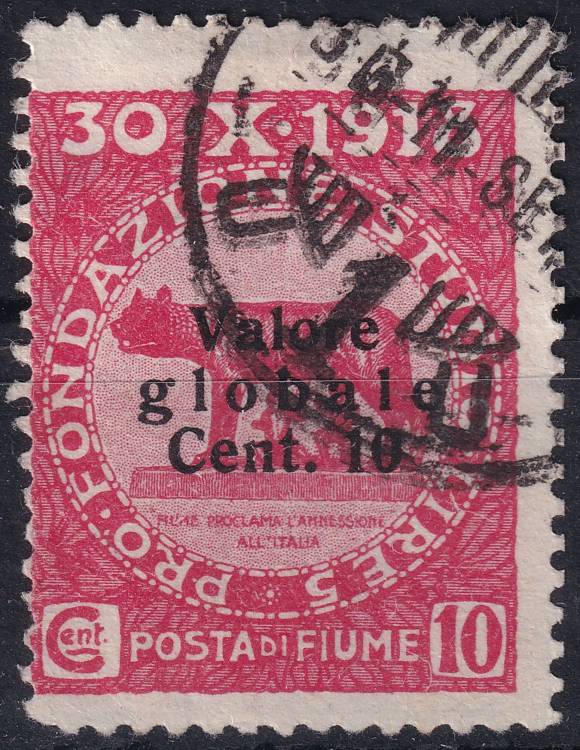 30·X·1918
PRO·FONDAZIONE STUDIO LIRE 5
Valore
globale
Cent. 10
FIUME PROCLAMA L'ANNESSIONE
ALL'ITALIA
Cent. POSTA DI FIUME 10